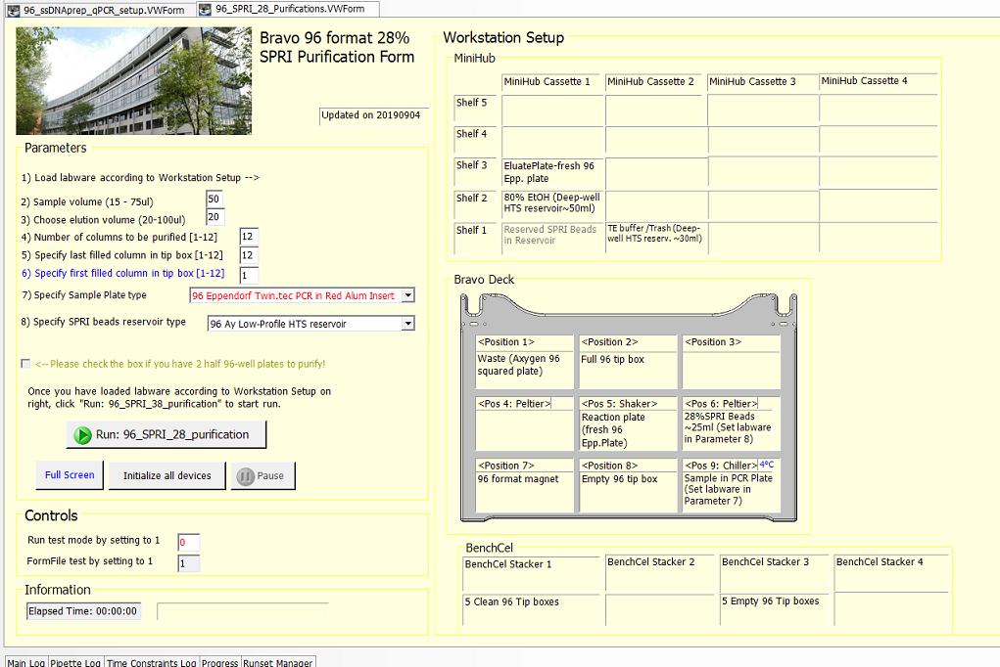 96_ssDNAprep_qPCR_setup.VWForm
96_SPRI_28_Purifications.VWForm
Bravo 96 format 28%
SPRI Purification Form
Updated on 20190904
Parameters
1) Load labware according to Workstation Setup -->
2) Sample volume (15 - 75ul)
50
3) Choose elution volume (20-100ul)
20
4) Number of columns to be purified [1-12]
12
5) Specify last filled column in tip box [1-12]
12
6) Specify first filled column in tip box [1-12]
1
7) Specify Sample Plate type
96 Eppendorf Twin.tec PCR in Red Alum Insert
8) Specify SPRI beads reservoir type
96 Ay Low-Profile HTS reservoir
<-- Please check the box if you have 2 half 96-well plates to purify!
Once you have loaded labware according to Workstation Setup on
right, click "Run: 96_SPRI_38_purification" to start run.
Run: 96_SPRI_28_purification
Full Screen
Initialize all devices
Pause
Controls
Run test mode by setting to 1
0
FormFile test by setting to 1
1
Information
Elapsed Time: 00:00:00
Workstation Setup
MiniHub
MiniHub Cassette 1
MiniHub Cassette 2
MiniHub Cassette 3
MiniHub Cassette 4
Shelf 5
Shelf 4
Shelf 3
EluatePlate-fresh 96
Epp. plate
Shelf 2
80% EtOH (Deep-well
HTS reservoir~50ml)
Shelf 1
Reserved SPRI Beads
in Reservoir
TE buffer /Trash (Deep-
well HTS reserv. ~30ml)
Bravo Deck
<Position 1>
Waste (Axygen 96
squared plate)
<Position 2>
Full 96 tip box
<Position 3>
<Pos 4: Peltier>
<Pos 5: Shaker>
Reaction plate
(fresh 96
Epp.Plate)
<Pos 6: Peltier>
28%SPRI Beads
~25ml (Set labware
in Parameter 8)
<Position 7>
96 format magnet
<Position 8>
Empty 96 tip box
<Pos 9: Chiller>
4°C
Sample in PCR Plate
(Set labware in
Parameter 7)
BenchCel
BenchCel Stacker 1
BenchCel Stacker 2
BenchCel Stacker 3
BenchCel Stacker 4
5 Clean 96 Tip boxes
5 Empty 96 Tip boxes
Main Log
Pipette Log
Time Constraints Log
Progress
Runset Manager